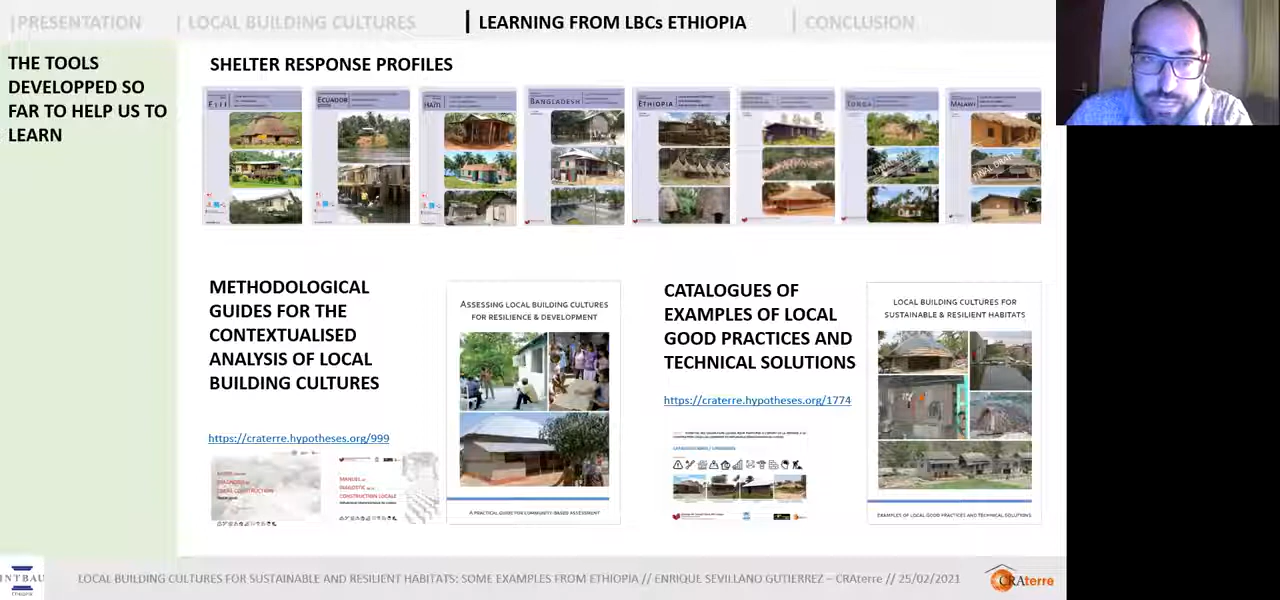 |PRESENTATION
| LOCAL BUILDING CULTURES
| LEARNING FROM LBCs ETHIOPIA
| CONCLUSION
THE TOOLS
DEVELOPPED SO
FAR TO HELP US TO
LEARN
SHELTER RESPONSE PROFILES
FIJI
ECUADOR
HAITI
BANGLADESH
ETHIOPIA
TONGA
MALAWI
FINAL DRAFT
METHODOLOGICAL
GUIDES FOR THE
CONTEXTUALISED
ANALYSIS OF LOCAL
BUILDING CULTURES
https://craterre.hypotheses.org/999
ASSESSING LOCAL BUILDING CULTURES
FOR RESILIENCE & DEVELOPMENT
A PRACTICAL GUIDE FOR COMMUNITY-BASED ASSESSMENT
CATALOGUES OF
EXAMPLES OF LOCAL
GOOD PRACTICES AND
TECHNICAL SOLUTIONS
https://craterre.hypotheses.org/1774
LOCAL BUILDING CULTURES FOR
SUSTAINABLE & RESILIENT HABITATS
EXAMPLES OF LOCAL GOOD PRACTICES AND TECHNICAL SOLUTIONS
INTBAU
LOCAL BUILDING CULTURES FOR SUSTAINABLE AND RESILIENT HABITATS: SOME EXAMPLES FROM ETHIOPIA // ENRIQUE SEVILLANO GUTIERREZ – CRAterre // 25/02/2021
CRAterre